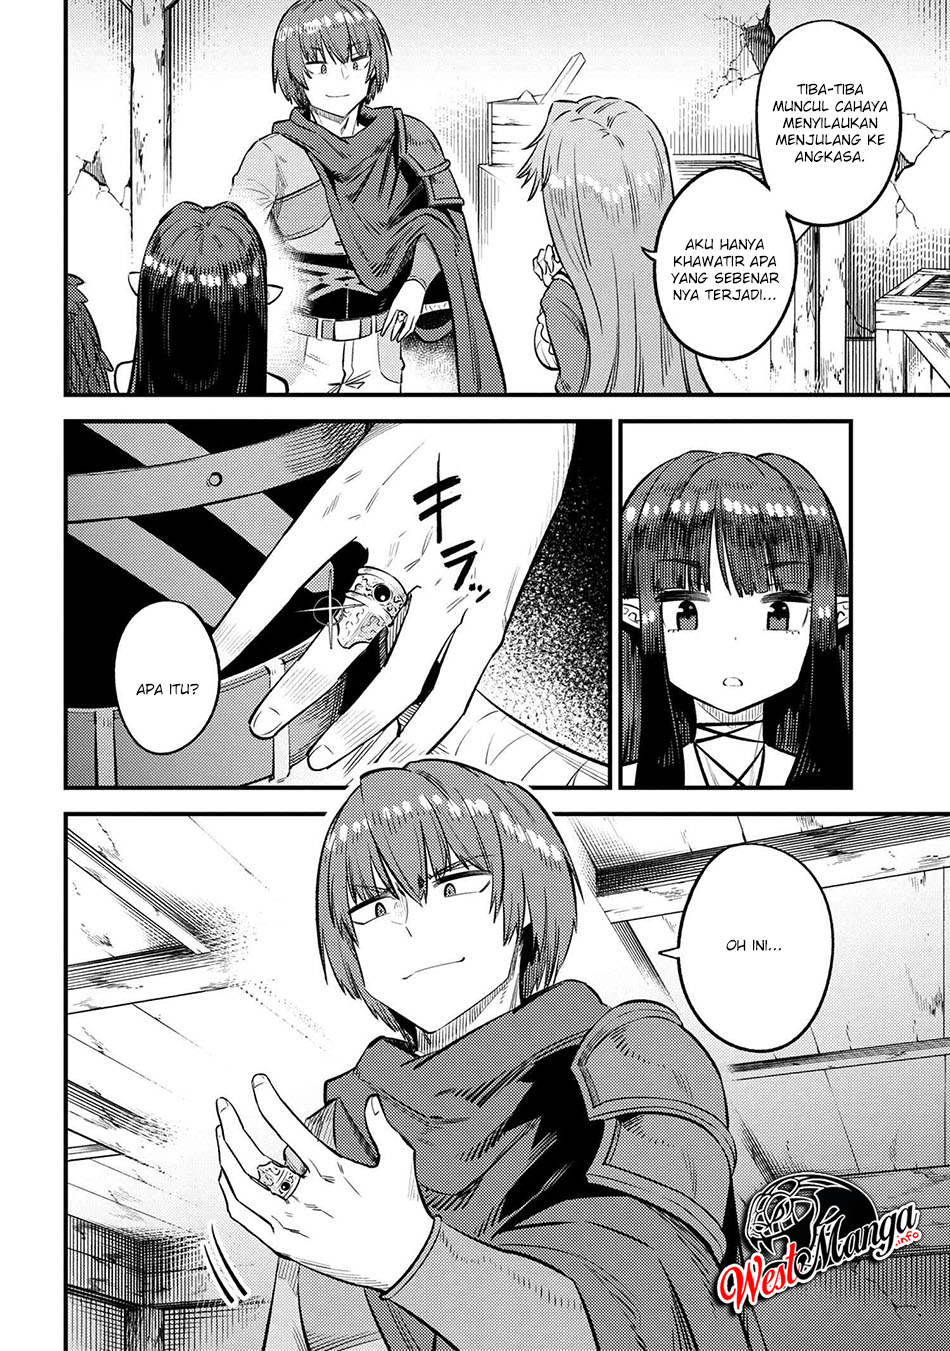 TIBA-TIBA
MUNCUL CAHAYA
MENYILAUKAN
MENJULANG KE
ANGKASA.
AKU HANYA
KHAWATIR APA
YANG SEBENAR
NYA TERJADI...
キラッ
APA ITU?
OH INI...
WestManga
.info